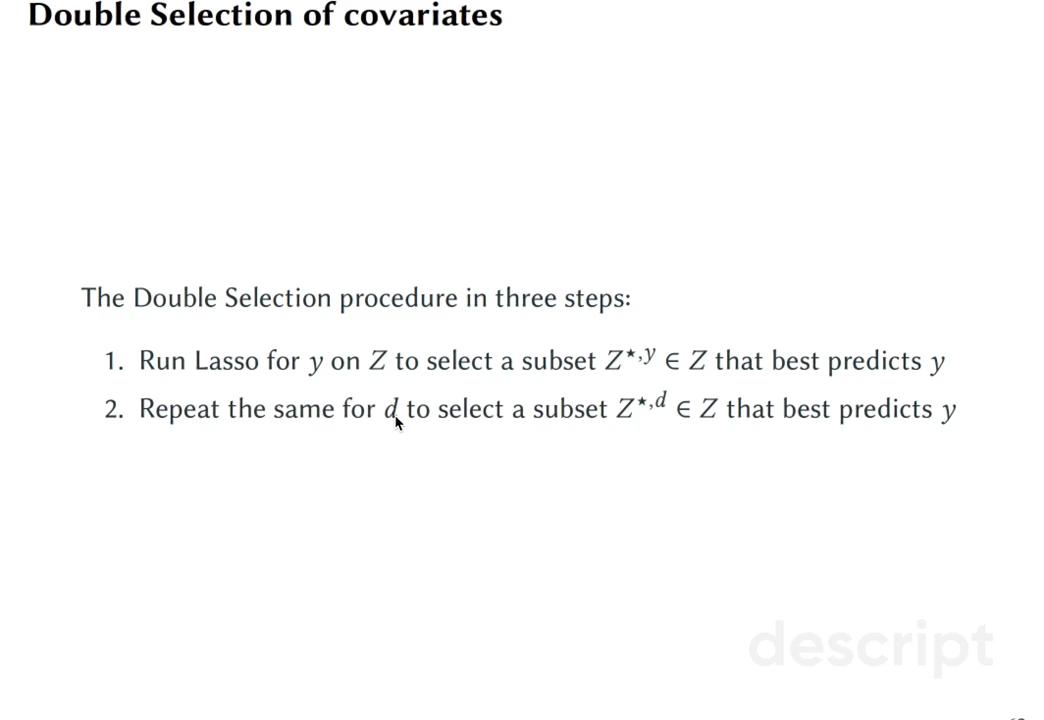 Double Selection of covariates
The Double Selection procedure in three steps:
1. Run Lasso for y on Z to select a subset Z⋆,y ∈ Z that best predicts y
2. Repeat the same for d to select a subset Z⋆,d ∈ Z that best predicts y
descript